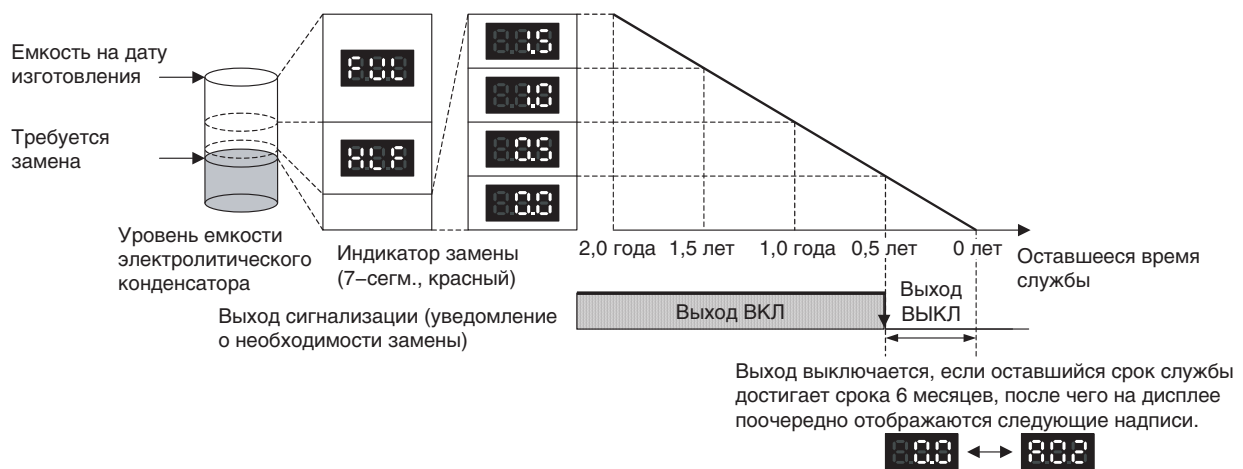 Емкость на дату
изготовления
Требуется
замена
FUL
HLF
1.5
1.0
0.5
0.0
Уровень емкости
электролитического
конденсатора
Индикатор замены
(7–сегм., красный)
2,0 года 1,5 лет 1,0 года 0,5 лет 0 лет
Оставшееся время
службы
Выход сигнализации (уведомление
о необходимости замены)
Выход ВКЛ
Выход
ВЫКЛ
Выход выключается, если оставшийся срок службы
достигает срока 6 месяцев, после чего на дисплее
поочередно отображаются следующие надписи.
0.0 A02